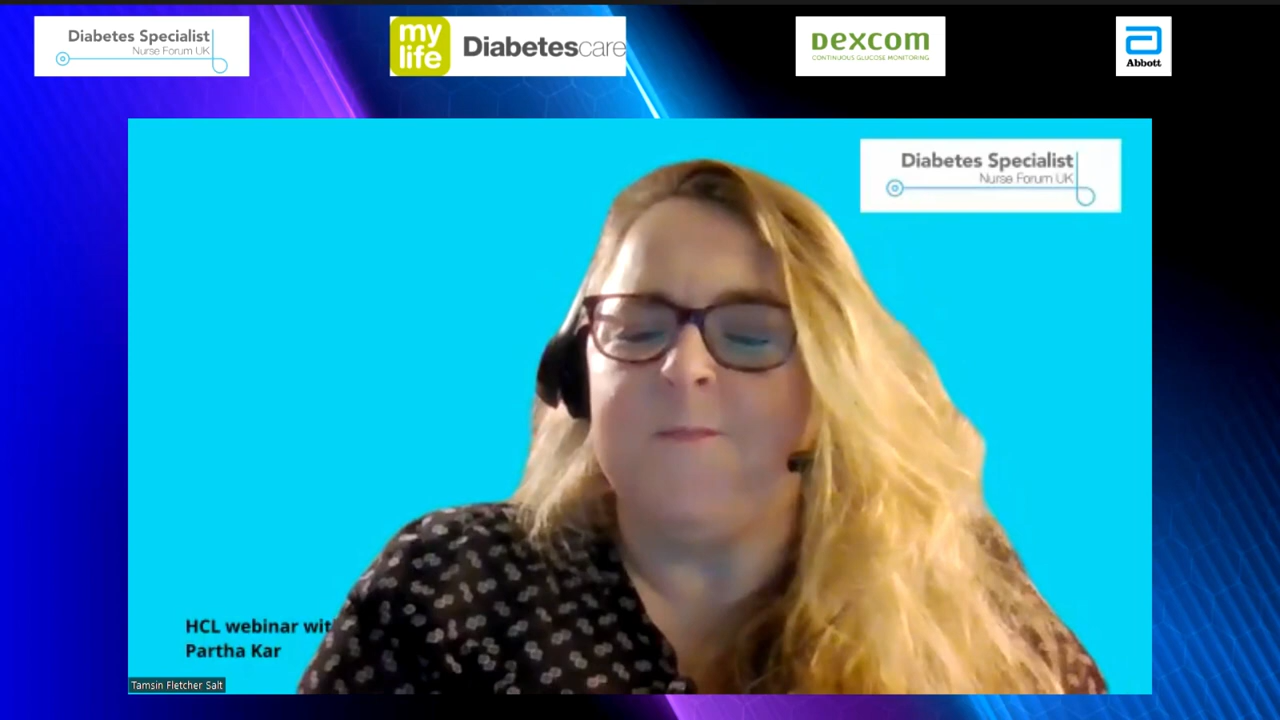 Diabetes Specialist
Nurse Forum UK
my
life
Diabetescare
Dexcom
CONTINUOUS GLUCOSE MONITORING
Abbott
Diabetes Specialist
Nurse Forum UK
HCL webinar wit
Partha Kar
Tamsin Fletcher Salt